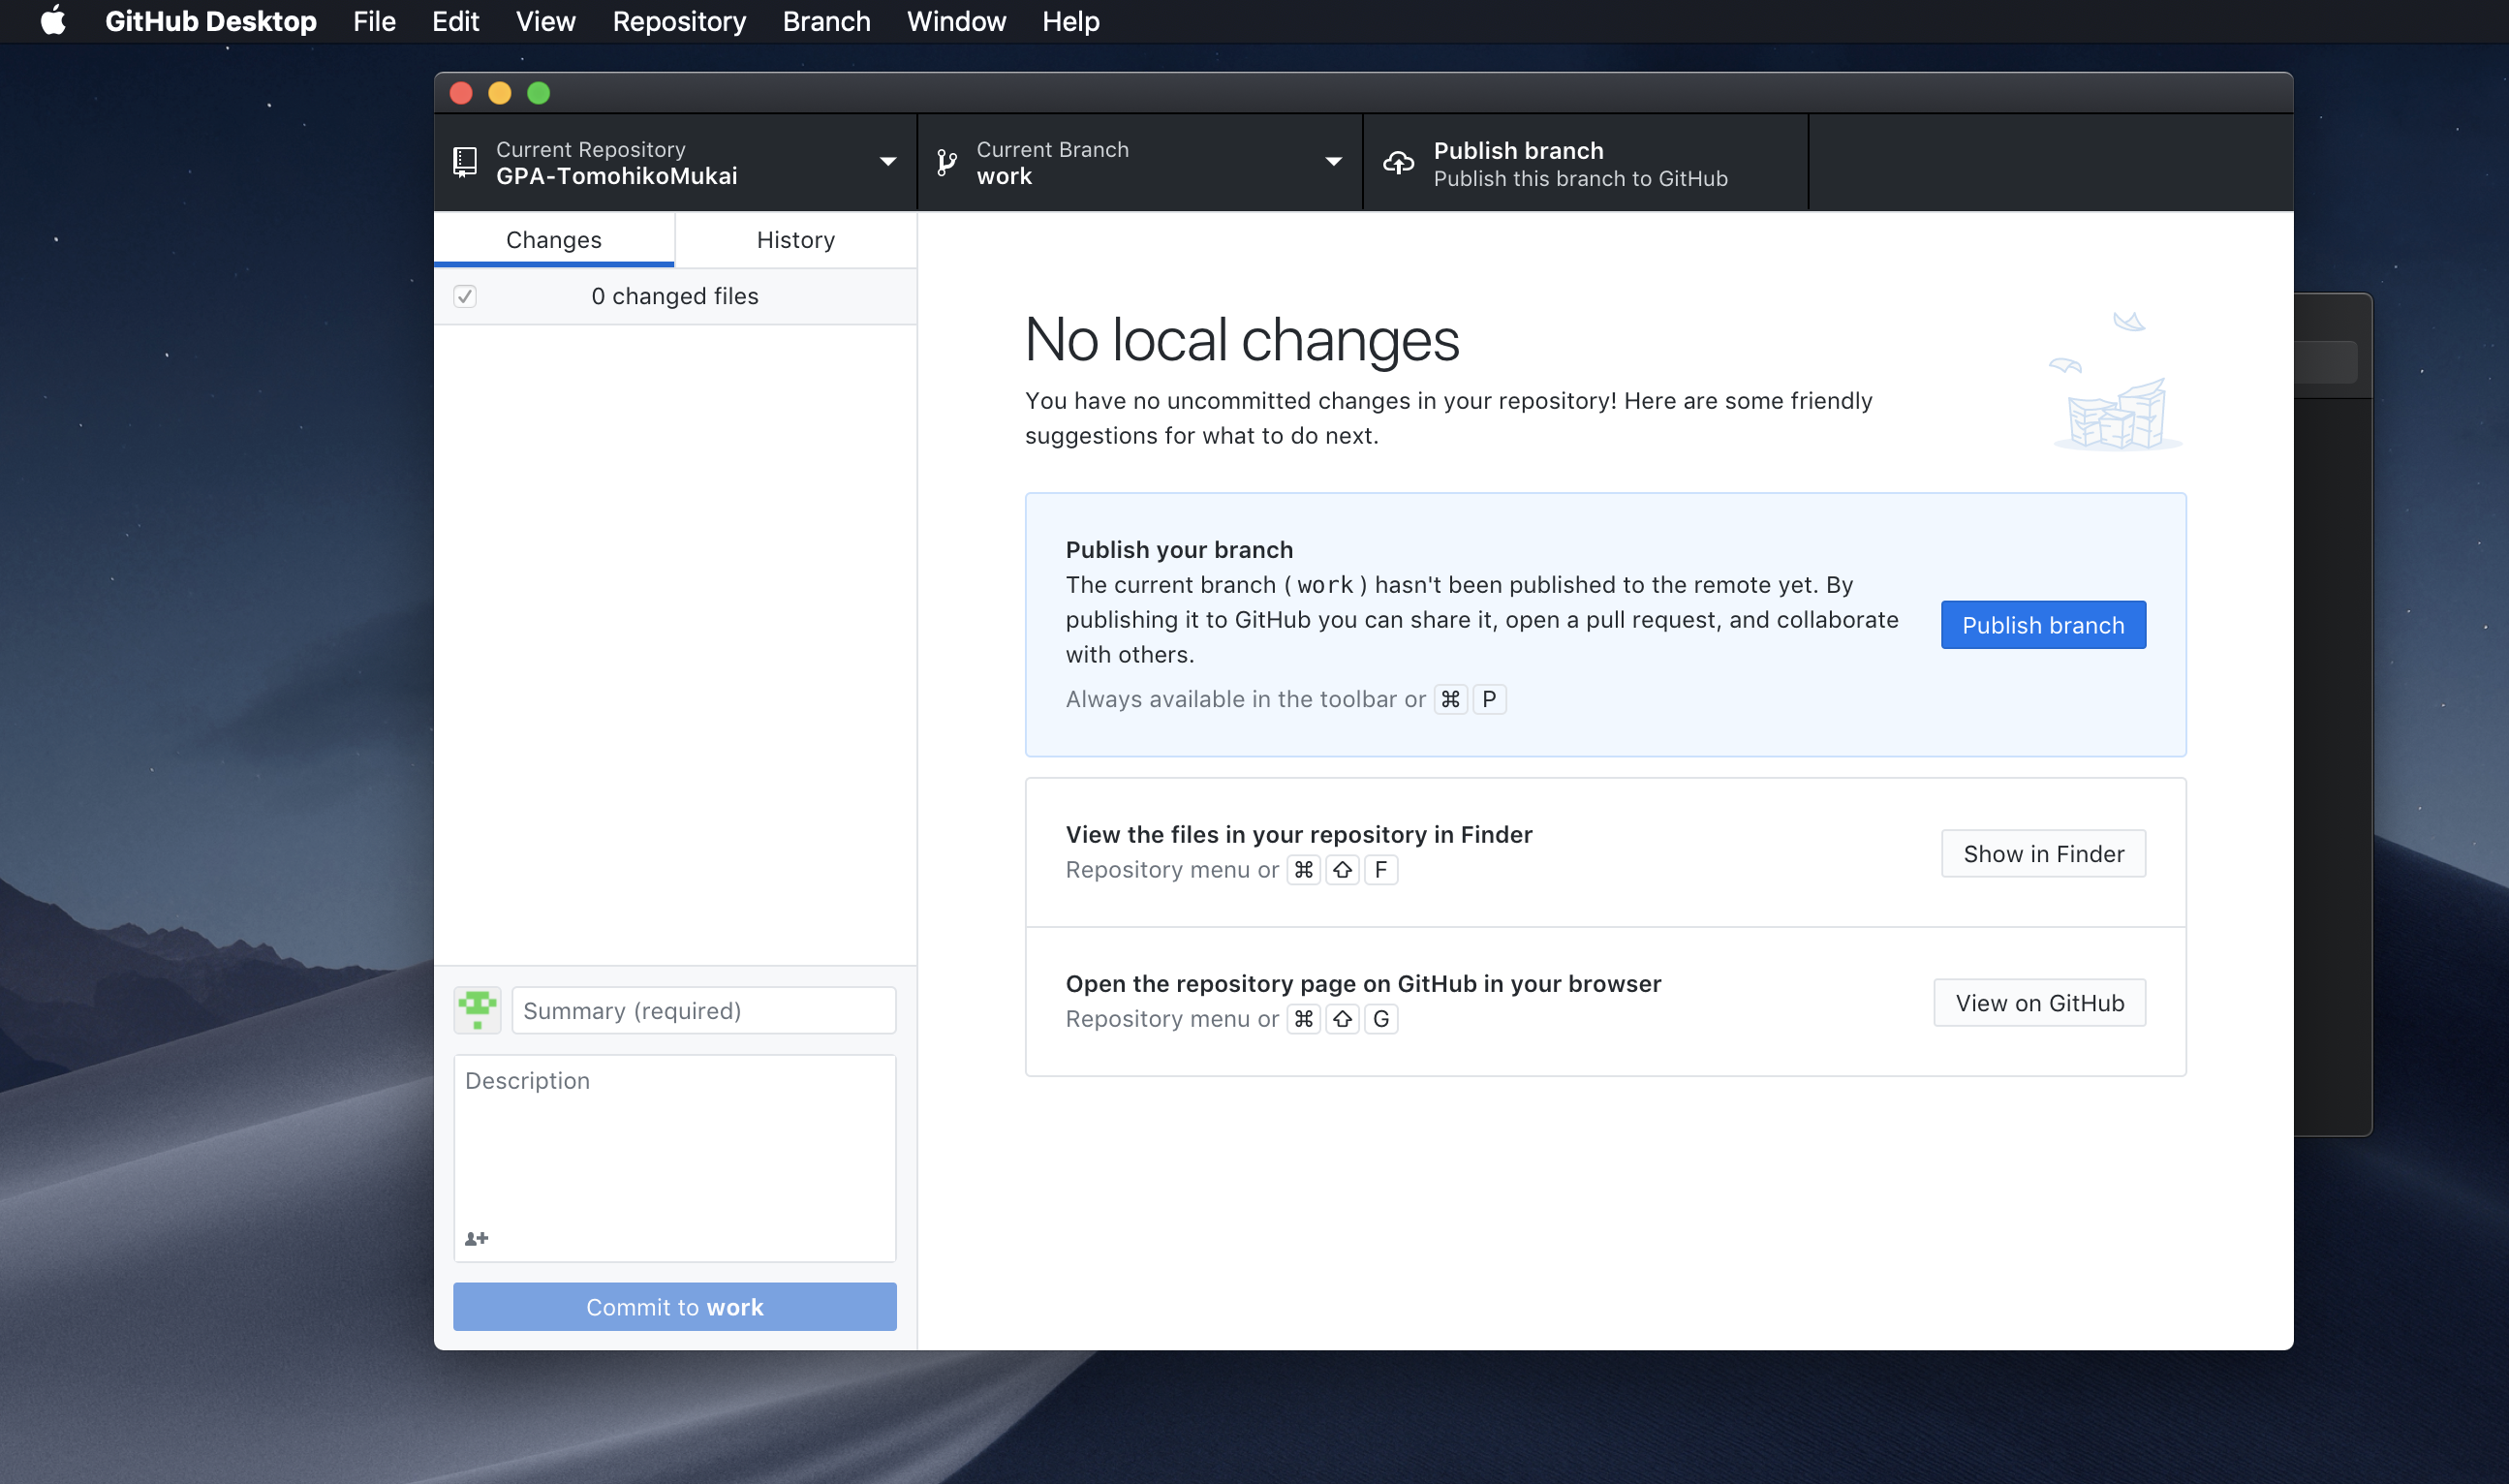 GitHub Desktop File Edit View Repository Branch Window Help
Current Repository
GPA-TomohikoMukai
Current Branch
work
Publish branch
Publish this branch to GitHub
Changes
History
0 changed files
No local changes
You have no uncommitted changes in your repository! Here are some friendly
suggestions for what to do next.
Publish your branch
The current branch (work) hasn't been published to the remote yet. By
publishing it to GitHub you can share it, open a pull request, and collaborate
with others.
Always available in the toolbar or ⌘ P
Publish branch
View the files in your repository in Finder
Repository menu or ⌘ ⇧ F
Show in Finder
Open the repository page on GitHub in your browser
Repository menu or ⌘ ⇧ G
View on GitHub
Summary (required)
Description
Commit to work